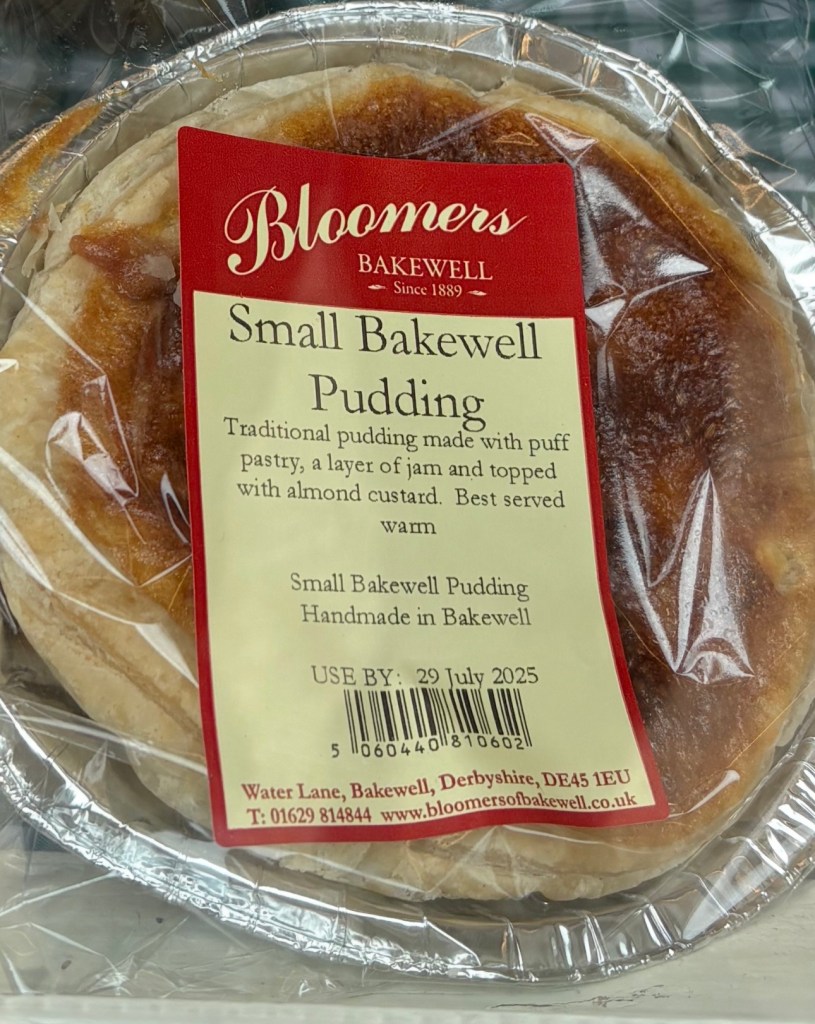 Bloomers
BAKEWELL
Since 1889
Small Bakewell
Pudding
Traditional pudding made with puff
pastry, a layer of jam and topped
with almond custard. Best served
warm
Small Bakewell Pudding
Handmade in Bakewell
USE BY: 29 July 2025
5 060440 810602
Water Lane, Bakewell, Derbyshire, DE45 1EU
T: 01629 814844 www.bloomersofbakewell.co.uk